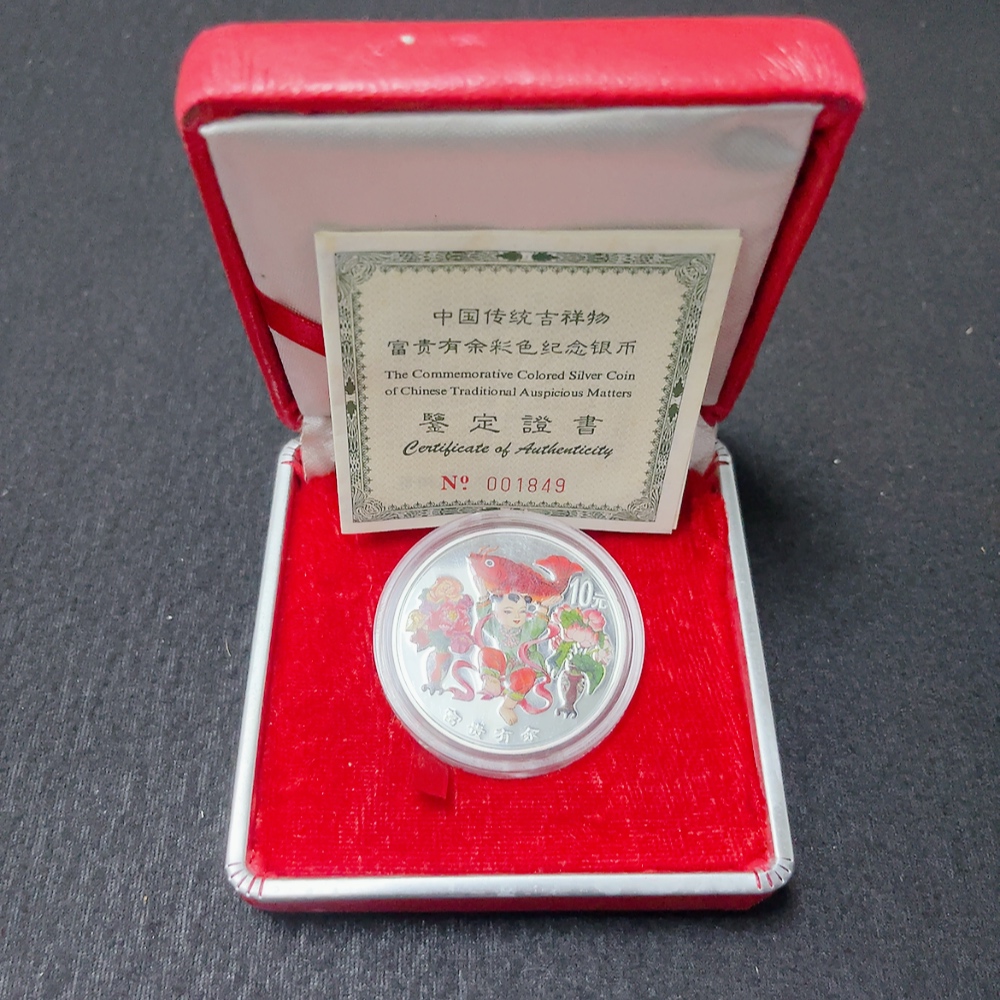 中国传统吉祥物
富贵有余彩色纪念银币
The Commemorative Colored Silver Coin
of Chinese Traditional Auspicious Matters
鑒定證書
Certificate of Authenticity
Nº 001849
10元
富贵有余